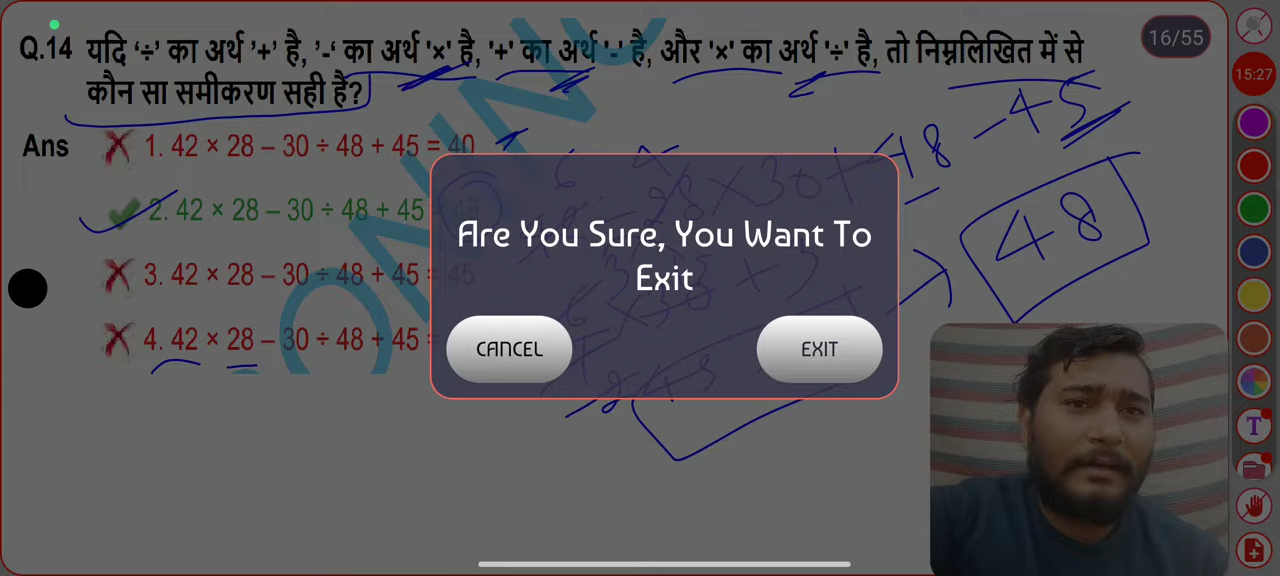 16/55
Q.14 यदि ‘÷’ का अर्थ ’+’ है, ’-‘ का अर्थ '×' है, '+' का अर्थ '-' है, और '×' का अर्थ '÷' है, तो निम्नलिखित में से
कौन सा समीकरण सही है?
15:27
48 – 45
Ans 1. 42 × 28 – 30 ÷ 48 + 45 = 40
2. 42 × 28 – 30 ÷ 48 + 45 = 48
3. 42 × 28 – 30 ÷ 48 + 45 = 45
4. 42 × 28 – 30 ÷ 48 + 45 =
48
Are You Sure, You Want To
Exit
CANCEL EXIT
T